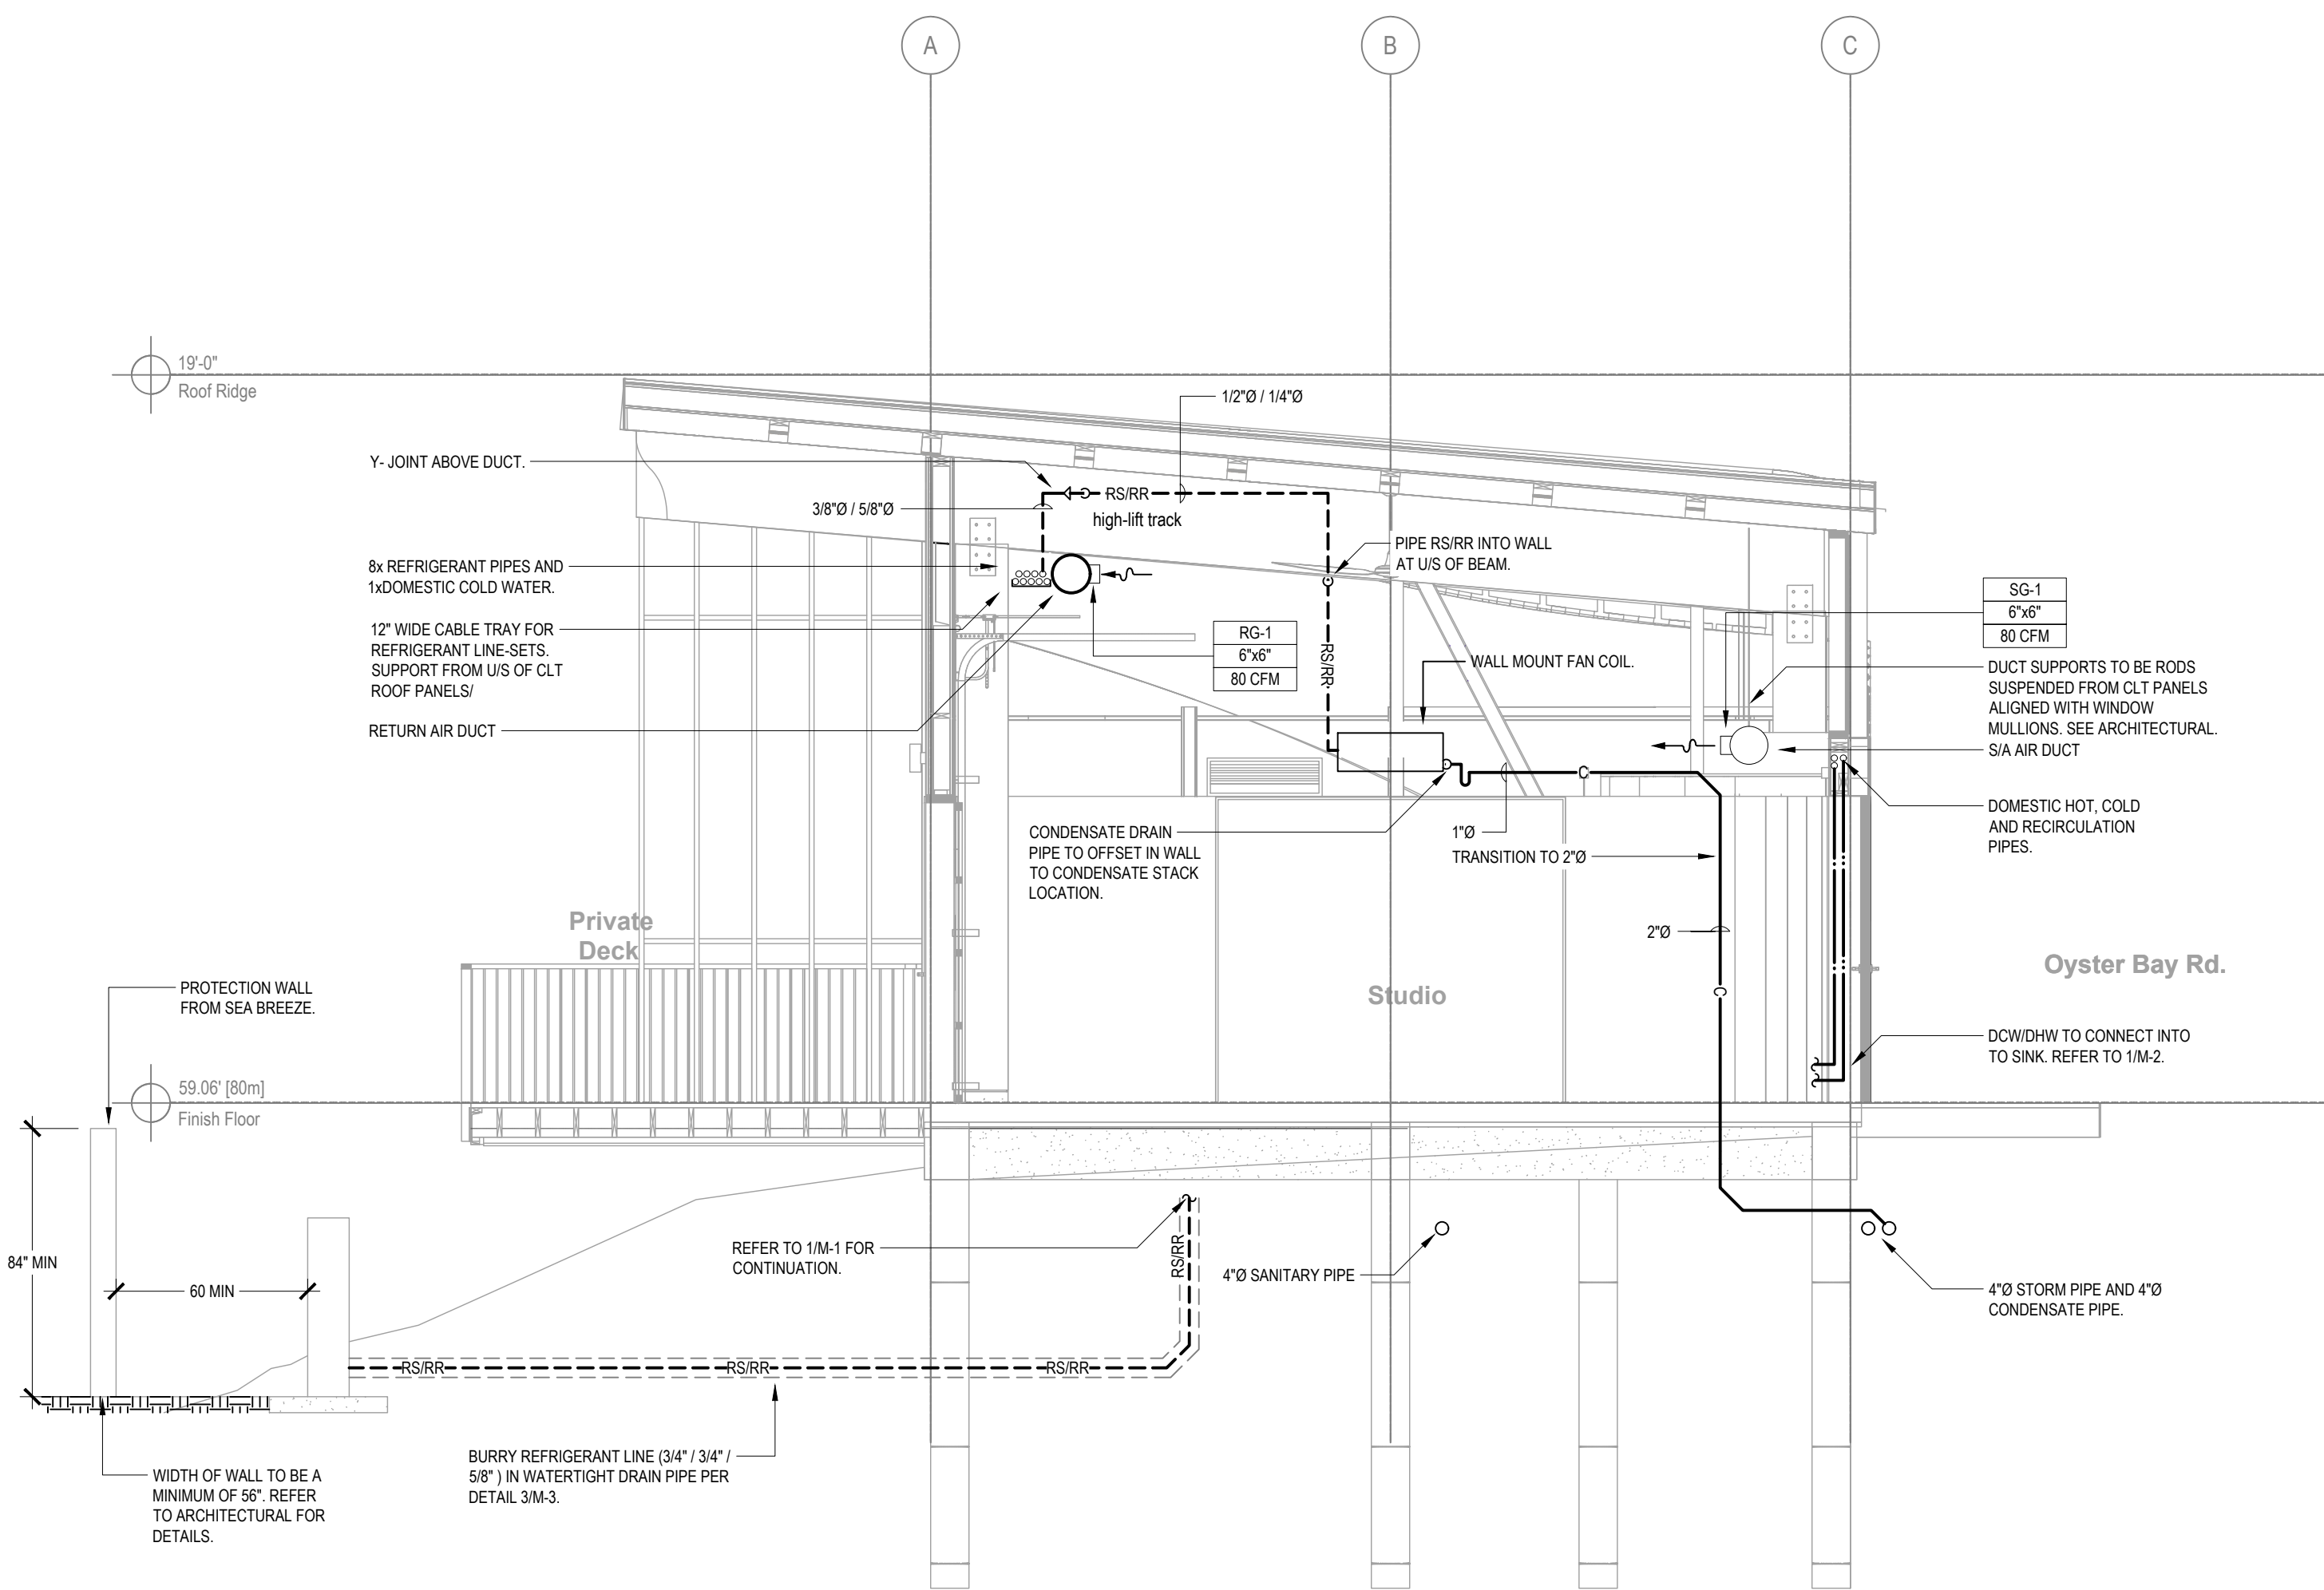 A
B
C
19'-0"
Roof Ridge
1/2"Ø / 1/4"Ø
Y- JOINT ABOVE DUCT.
RS/RR
3/8"Ø / 5/8"Ø
high-lift track
PIPE RS/RR INTO WALL
AT U/S OF BEAM.
8x REFRIGERANT PIPES AND
1xDOMESTIC COLD WATER.
SG-1
6"x6"
80 CFM
12" WIDE CABLE TRAY FOR
REFRIGERANT LINE-SETS.
SUPPORT FROM U/S OF CLT
ROOF PANELS/
RG-1
6"x6"
80 CFM
RS/RR
WALL MOUNT FAN COIL.
DUCT SUPPORTS TO BE RODS
SUSPENDED FROM CLT PANELS
ALIGNED WITH WINDOW
MULLIONS. SEE ARCHITECTURAL.
RETURN AIR DUCT
S/A AIR DUCT
C
DOMESTIC HOT, COLD
AND RECIRCULATION
PIPES.
CONDENSATE DRAIN
PIPE TO OFFSET IN WALL
TO CONDENSATE STACK
LOCATION.
1"Ø
TRANSITION TO 2"Ø
Private
Deck
2"Ø
Oyster Bay Rd.
PROTECTION WALL
FROM SEA BREEZE.
Studio
C
DCW/DHW TO CONNECT INTO
TO SINK. REFER TO 1/M-2.
59.06' [80m]
Finish Floor
84" MIN
60 MIN
REFER TO 1/M-1 FOR
CONTINUATION.
RS/RR
4"Ø SANITARY PIPE
4"Ø STORM PIPE AND 4"Ø
CONDENSATE PIPE.
RS/RR
RS/RR
RS/RR
BURRY REFRIGERANT LINE (3/4" / 3/4" /
5/8" ) IN WATERTIGHT DRAIN PIPE PER
DETAIL 3/M-3.
WIDTH OF WALL TO BE A
MINIMUM OF 56". REFER
TO ARCHITECTURAL FOR
DETAILS.